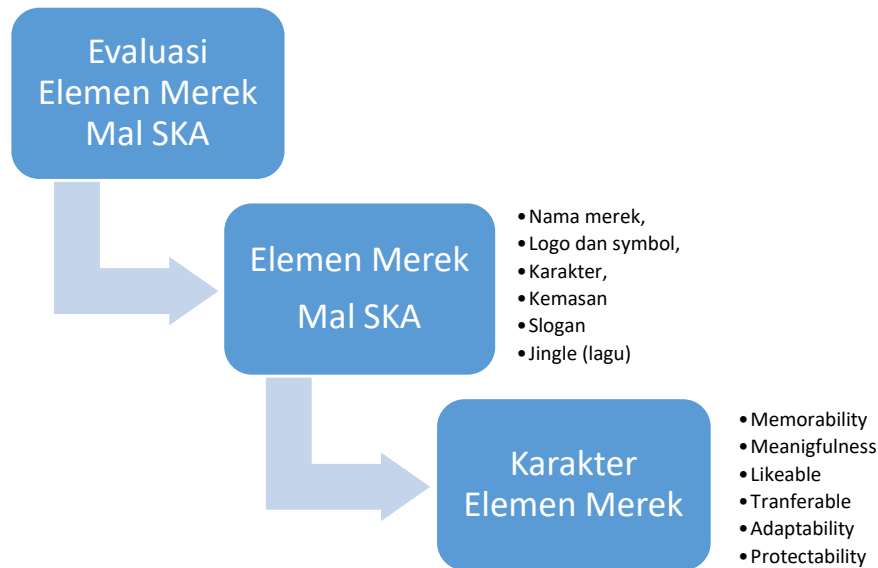 Evaluasi
Elemen Merek
Mal SKA
Elemen Merek
Mal SKA
•Nama merek,
•Logo dan symbol,
•Karakter,
•Kemasan
•Slogan
•Jingle (lagu)
Karakter
Elemen Merek
•Memorability
•Meanigfulness
•Likeable
•Tranferable
•Adaptability
•Protectability